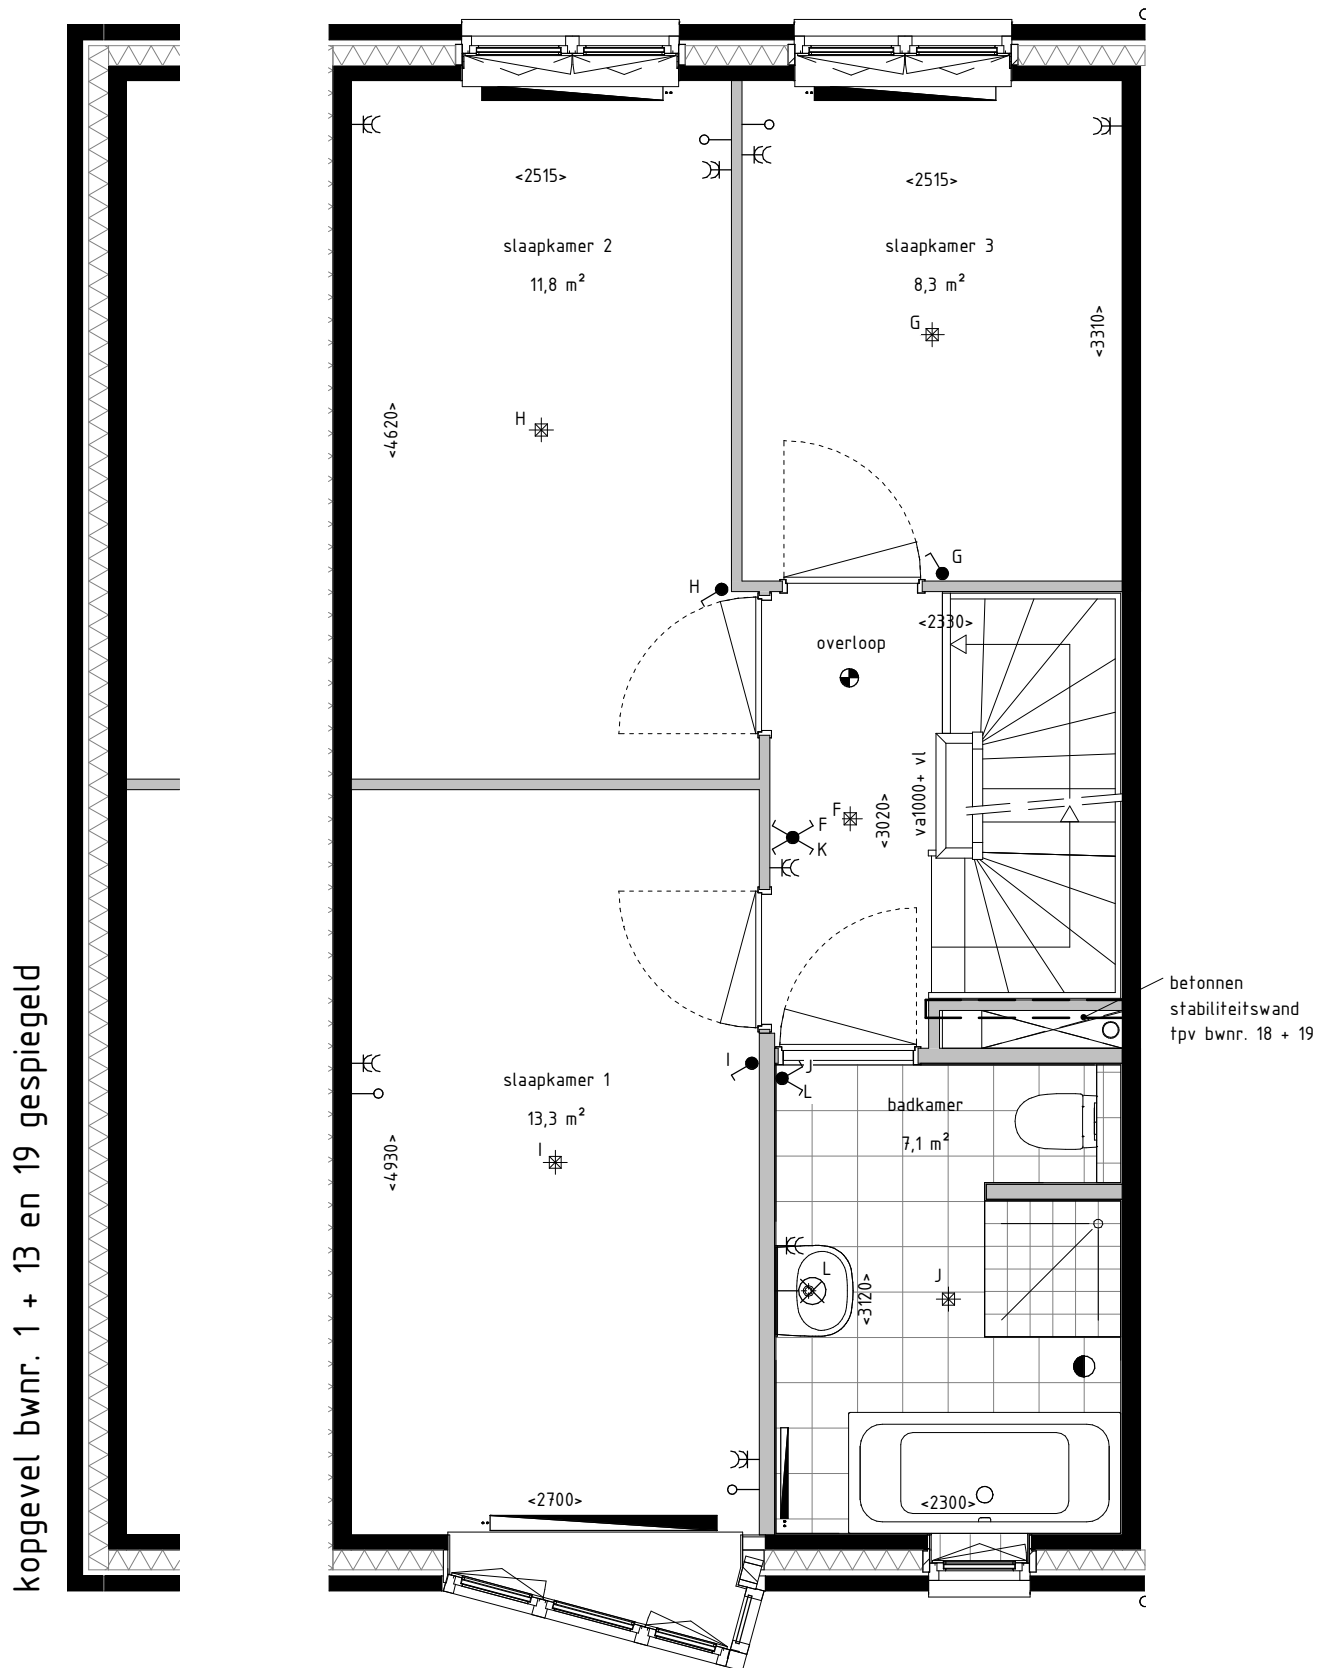 <2515>
<2515>
slaapkamer 2
slaapkamer 3
11,8 m²
8,3 m²
G
<3310>
H
<4620>
G
H
<2330>
overloop
va1000+ vl
F
<3020>
F
K
betonnen
stabiliteitswand
tpv bwnr. 18 + 19
I
J
L
slaapkamer 1
13,3 m²
I
<4930>
badkamer
7,1 m²
L
J
<3120>
<2700>
<2300>
kopgevel bwnr. 1 + 13 en 19 gespiegeld